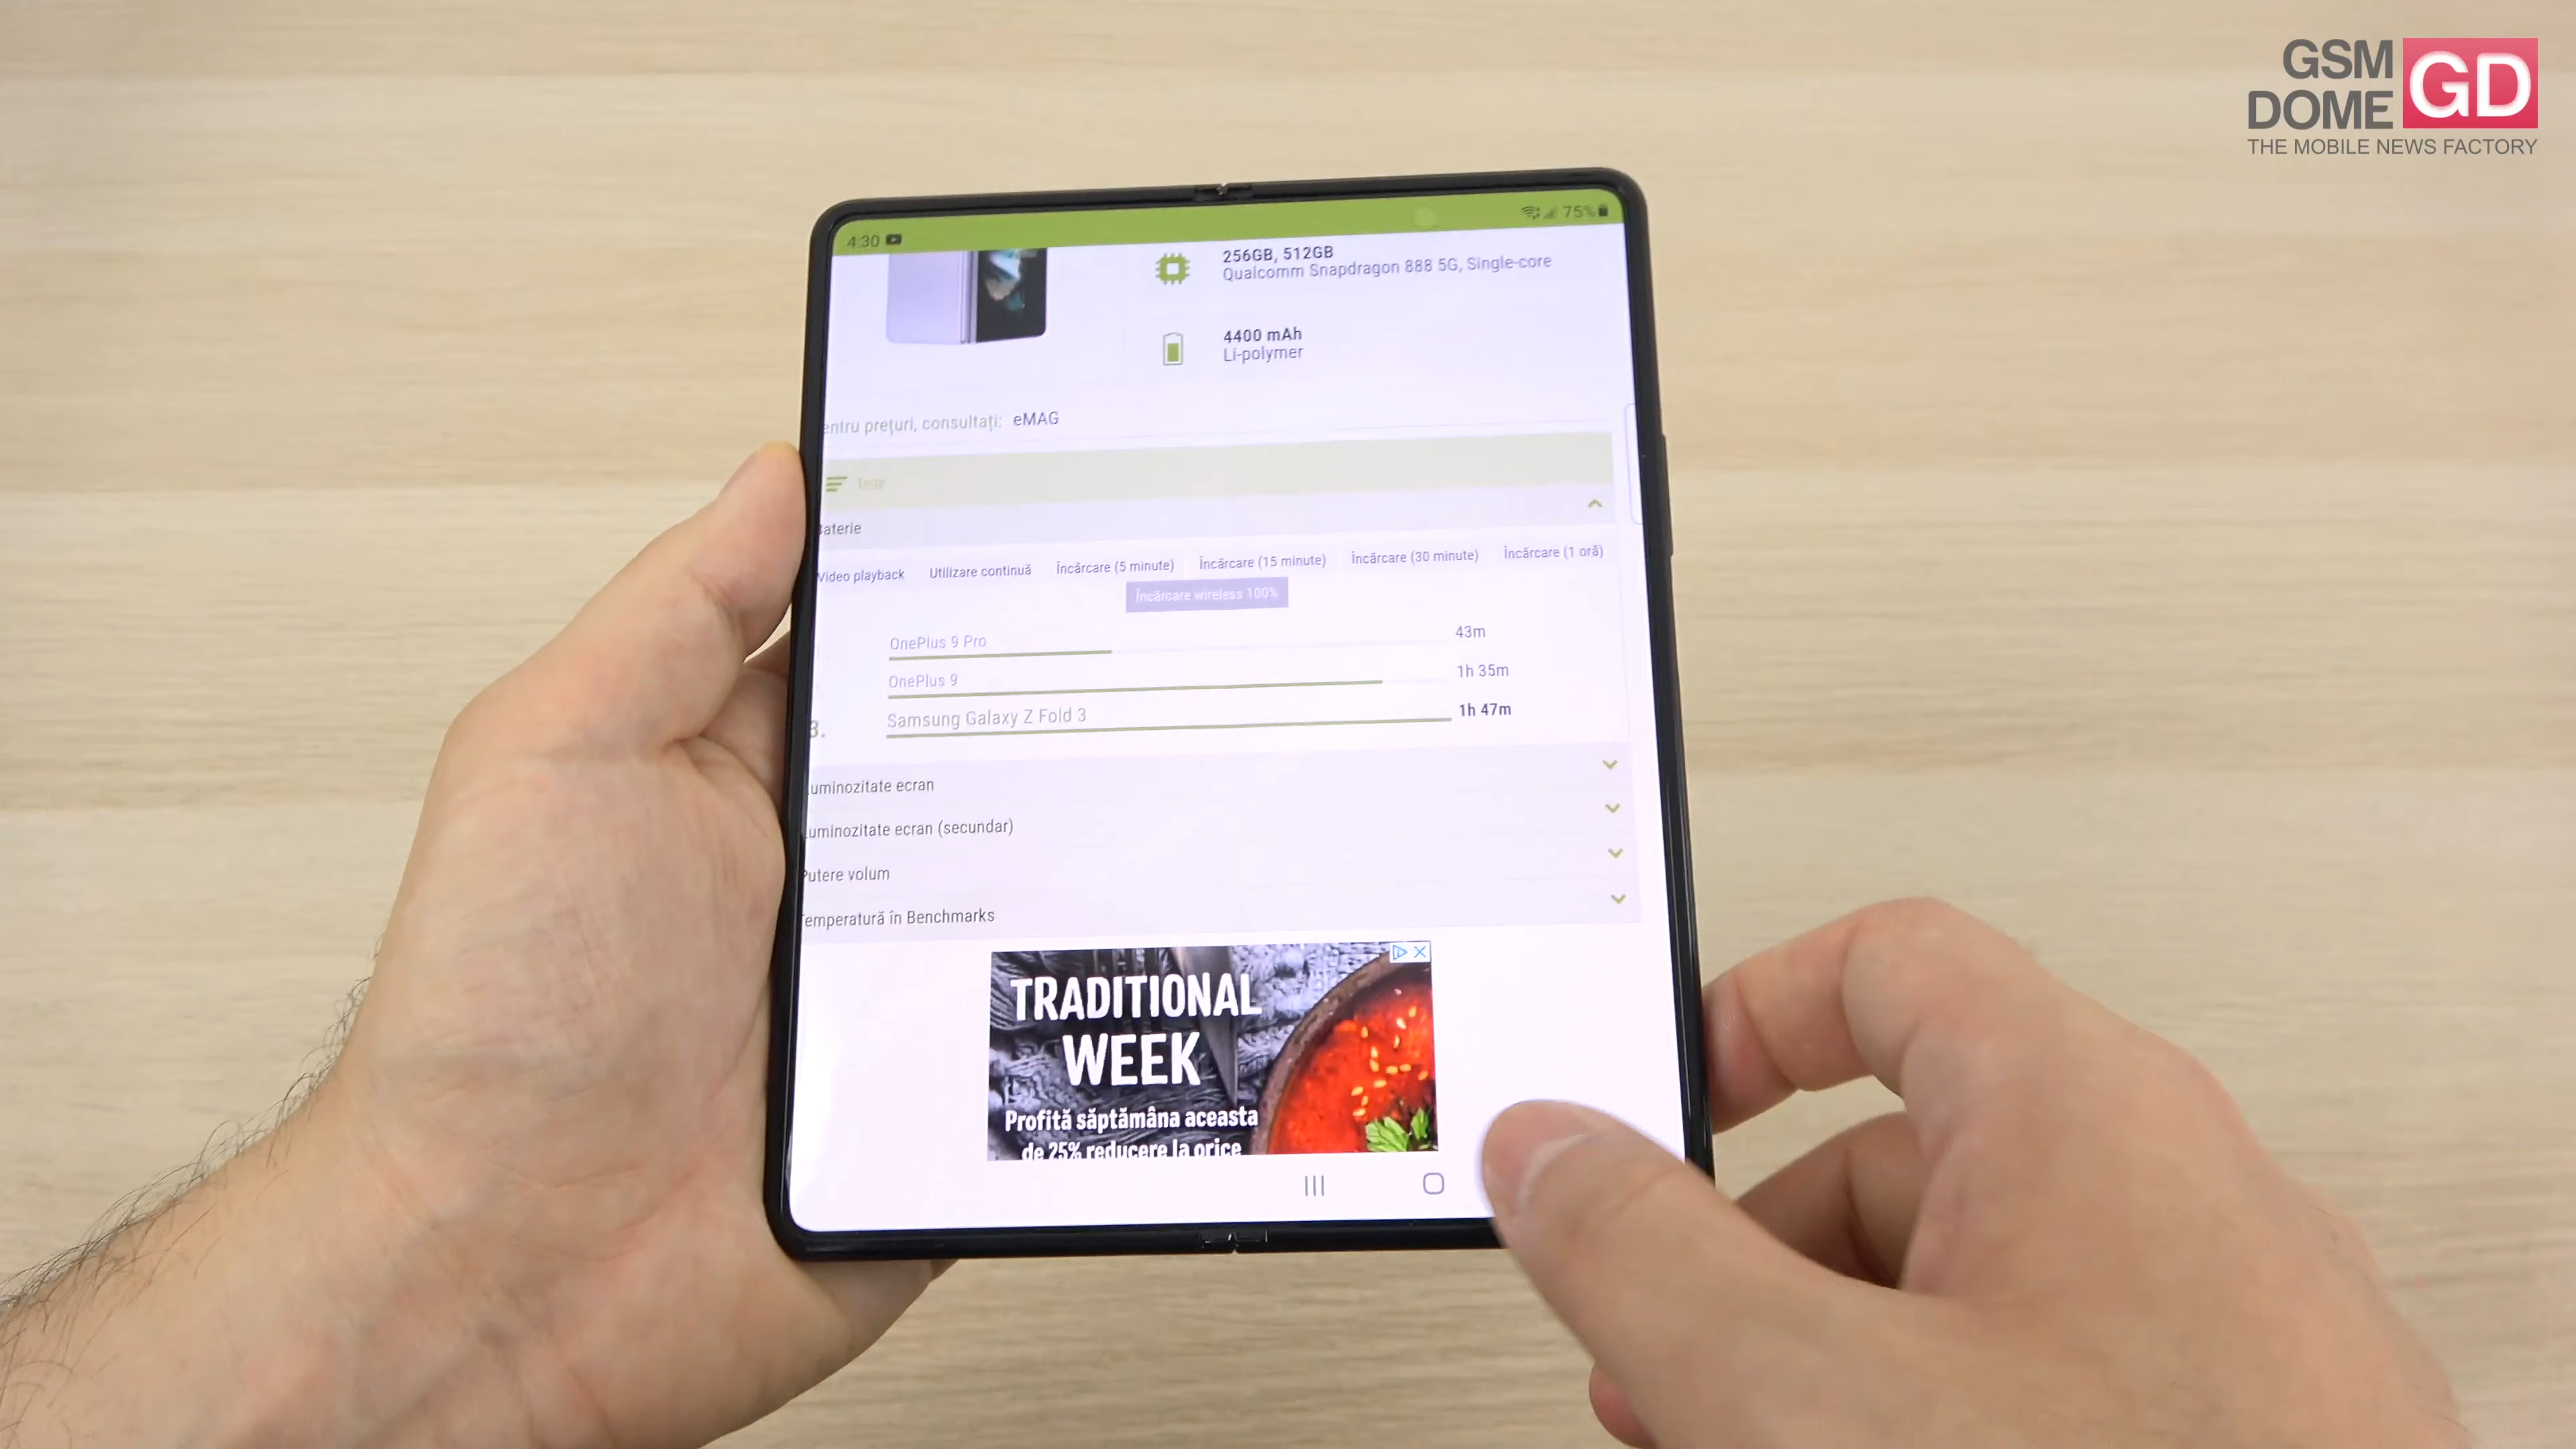 GSM
DOME
GD
THE MOBILE NEWS FACTORY
4:30
75%
256GB, 512GB
Qualcomm Snapdragon 888 5G, Single-core
4400 mAh
Li-polymer
entru prețuri, consultați: eMAG
Teste
Baterie
Video playback
Utilizare continuă
Încărcare (5 minute)
Încărcare (15 minute)
Încărcare (30 minute)
Încărcare (1 oră)
Încărcare wireless 100%
OnePlus 9 Pro
43m
OnePlus 9
1h 35m
3.
Samsung Galaxy Z Fold 3
1h 47m
uminozitate ecran
uminozitate ecran (secundar)
Putere volum
emperatură în Benchmarks
TRADITIONAL
WEEK
Profită săptămâna aceasta
de 25% reducere la orice